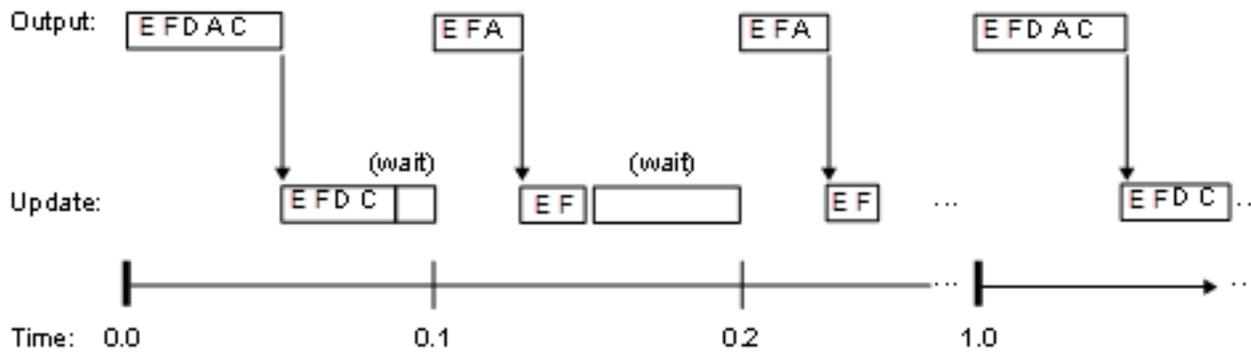 Output: E F D A C E F A E F A E F D A C
(wait) (wait)
Update: E F D C E F E F ... E F D C ..
... ..
Time: 0.0 0.1 0.2 1.0